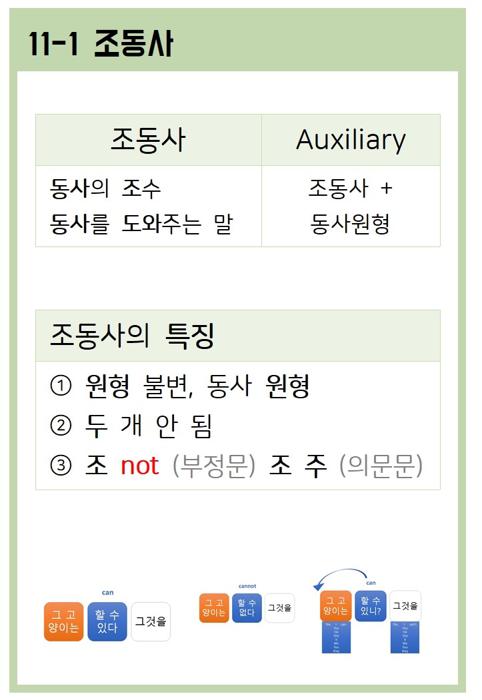 11-1 조동사
조동사 Auxiliary
동사의 조수 조동사 +
동사를 도와주는 말 동사원형
조동사의 특징
① 원형 불변, 동사 원형
② 두 개 안 됨
③ 조 not (부정문) 조 주 (의문문)
can
그 고양이는 할 수 있다 그것을
cannot
그 고양이는 할 수 없다 그것을
can
그 고양이는 할 수 있니? 그것을